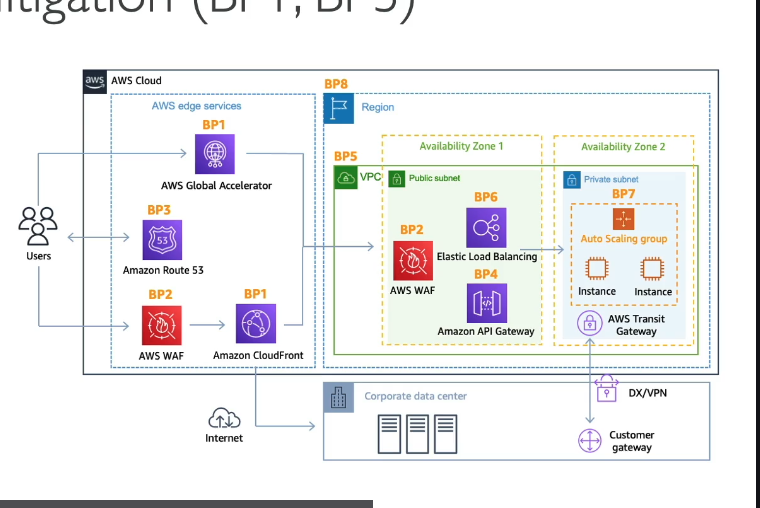 (BP1, BP3)
aws
AWS Cloud
AWS edge services
BP1
AWS Global Accelerator
BP3
53
Amazon Route 53
Users
BP2
AWS WAF
BP1
Amazon CloudFront
BP8
Region
BP5
VPC
Availability Zone 1
Public subnet
BP2
AWS WAF
BP6
Elastic Load Balancing
BP4
Amazon API Gateway
Availability Zone 2
Private subnet
BP7
Auto Scaling group
Instance
Instance
AWS Transit
Gateway
Internet
Corporate data center
DX/VPN
Customer
gateway